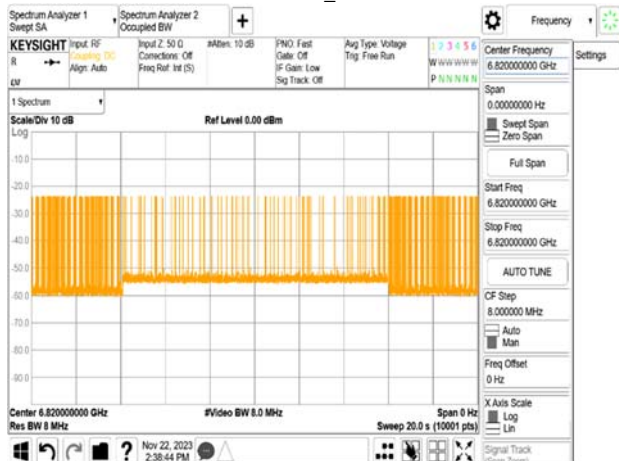 Spectrum Analyzer 1
Swept SA
Spectrum Analyzer 2
Occupied BW
+
Frequency
KEYSIGHT
R
Input: RF
Coupling: DC
Align: Auto
Input Z: 50 Ω
Corrections: Off
Freq Ref: Int (S)
#Atten: 10 dB
PNO: Fast
Gate: Off
IF Gain: Low
Sig Track: Off
Avg Type: Voltage
Trig: Free Run
1 2 3 4 5 6
W W W W W W
P N N N N N
1 Spectrum
Scale/Div 10 dB
Ref Level 0.00 dBm
Log
-10.0
-20.0
-30.0
-40.0
-50.0
-60.0
-70.0
-80.0
-90.0
Center 6.820000000 GHz
Res BW 8 MHz
#Video BW 8.0 MHz
Span 0 Hz
Sweep 20.0 s (10001 pts)
?
Nov 22, 2023
2:38:44 PM
Center Frequency
6.820000000 GHz
Settings
Span
0.00000000 Hz
Swept Span
Zero Span
Full Span
Start Freq
6.820000000 GHz
Stop Freq
6.820000000 GHz
AUTO TUNE
CF Step
8.000000 MHz
Auto
Man
Freq Offset
0 Hz
X Axis Scale
Log
Lin
Signal Track